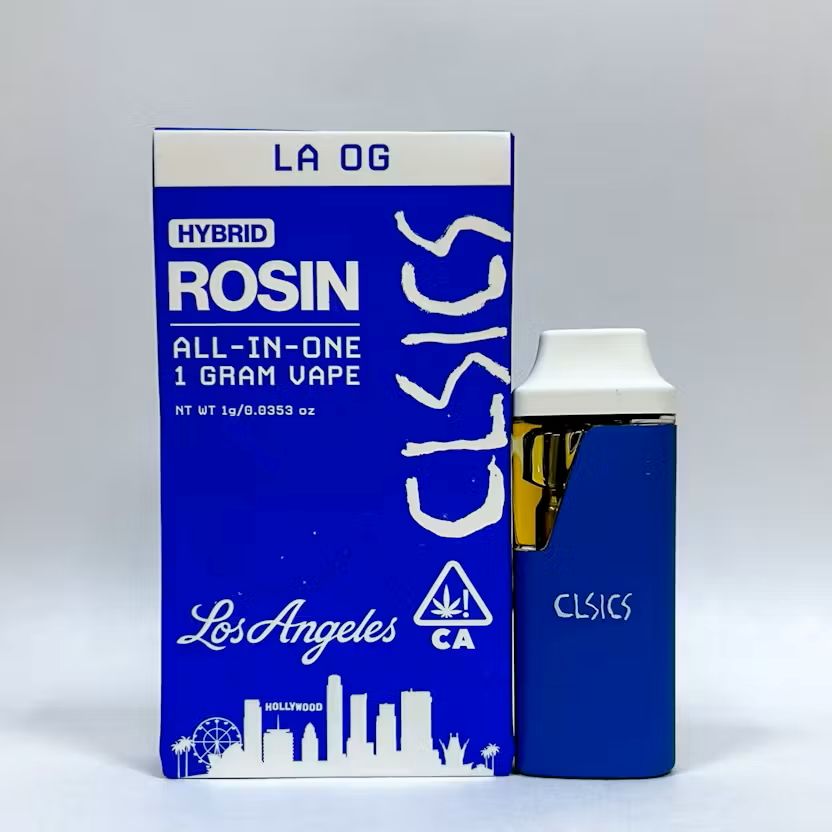 LA OG
HYBRID
ROSIN
ALL-IN-ONE
1 GRAM VAPE
NT WT 1g/0.0353 oz
CLSICS
Los Angeles
CA
HOLLYWOOD
CLSICS